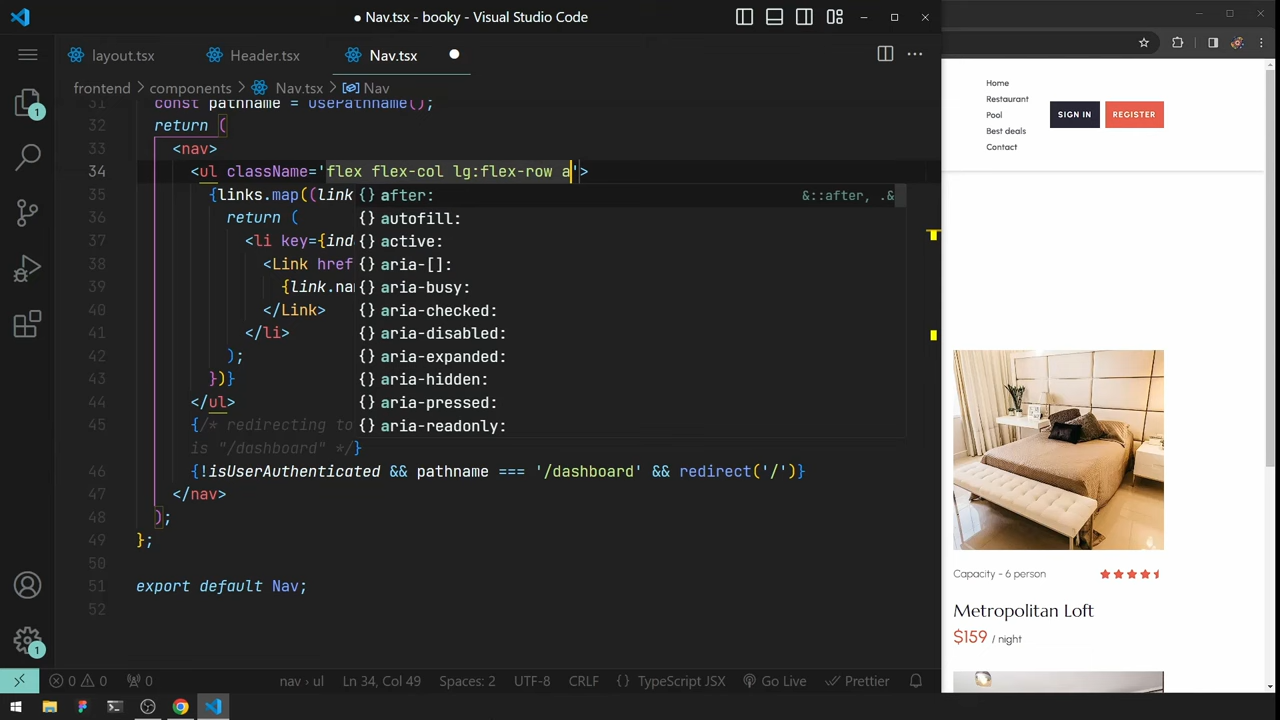 ● Nav.tsx - booky - Visual Studio Code
layout.tsx
Header.tsx
Nav.tsx
frontend > components > Nav.tsx > Nav
31 const pathname = usePathname();
32 return (
33 <nav>
34 <ul className='flex flex-col lg:flex-row a'>
35 {links.map((link
36 return (
37 <li key={ind
38 <Link href
39 {link.na
40 </Link>
41 </li>
42 );
43 })}
44 </ul>
45 {/* redirecting to
is "/dashboard" */}
46 {!isUserAuthenticated && pathname === '/dashboard' && redirect('/')}
47 </nav>
48 );
49 };
50
51 export default Nav;
52
{} after: &::after, .&
{} autofill:
{} active:
{} aria-[]:
{} aria-busy:
{} aria-checked:
{} aria-disabled:
{} aria-expanded:
{} aria-hidden:
{} aria-pressed:
{} aria-readonly:
1
1
0 0 0
nav > ul
Ln 34, Col 49
Spaces: 2
UTF-8
CRLF
{} TypeScript JSX
Go Live
Prettier
Home
Restaurant
Pool
Best deals
Contact
SIGN IN
REGISTER
Capacity - 6 person
Metropolitan Loft
$159 / night